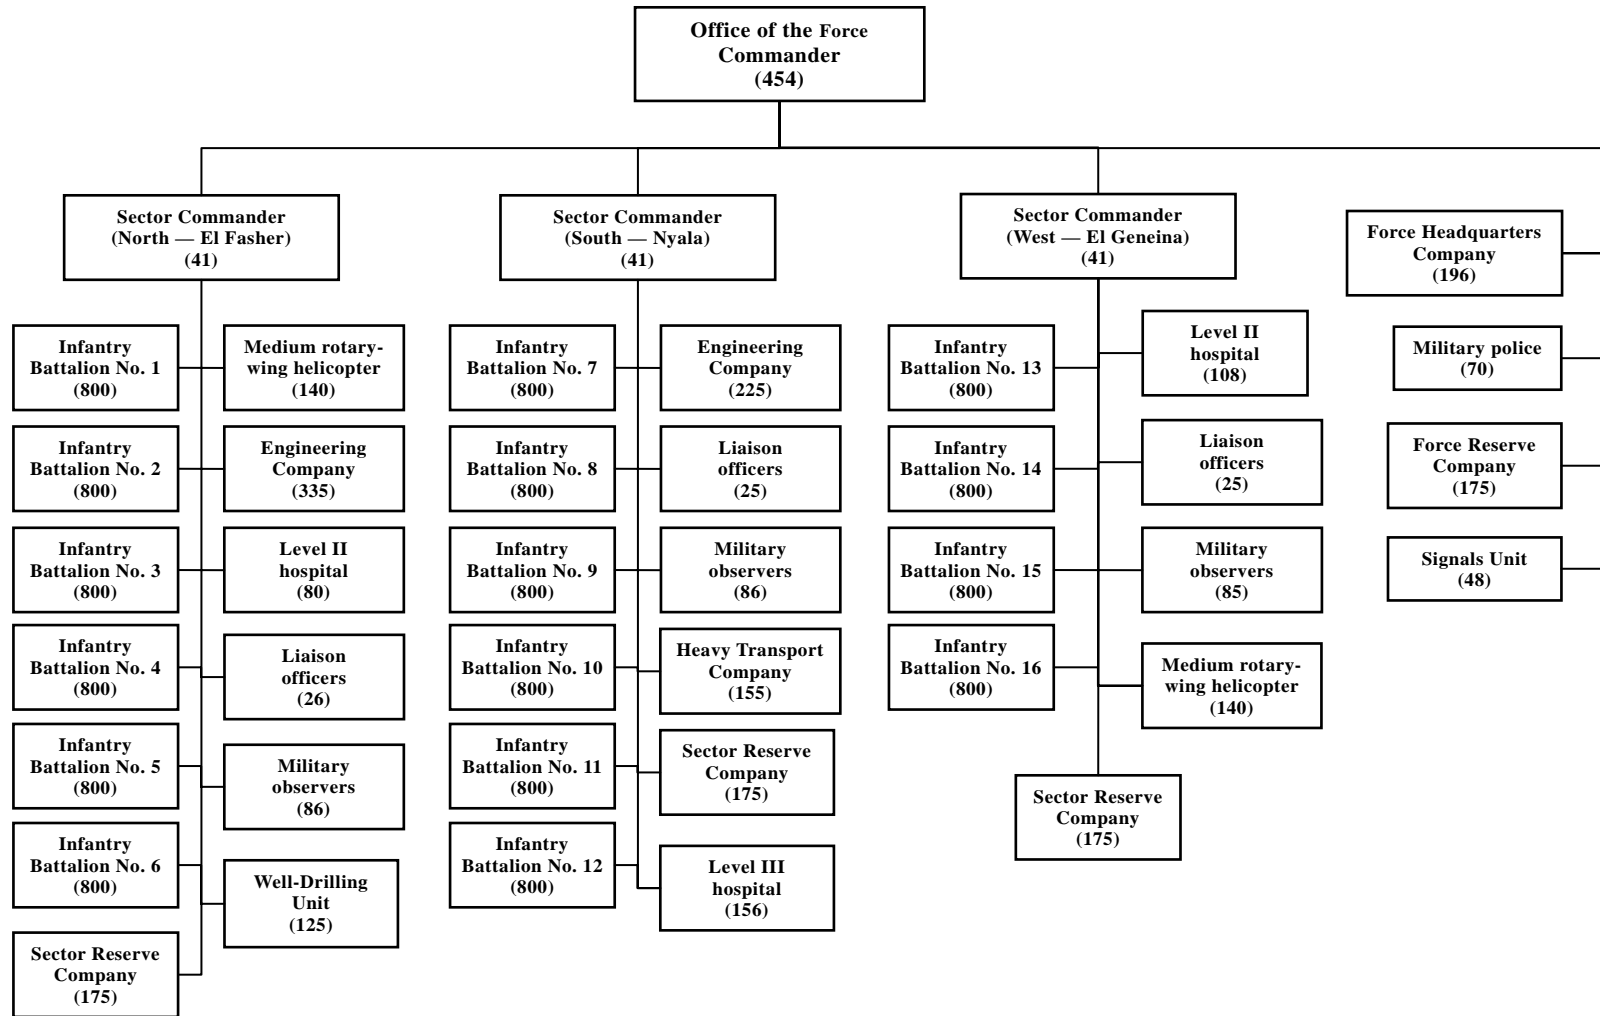 Office of the Force
Commander
(454)
Sector Commander
(North — El Fasher)
(41)
Infantry
Battalion No. 1
(800)
Medium rotary-
wing helicopter
(140)
Infantry
Battalion No. 2
(800)
Engineering
Company
(335)
Infantry
Battalion No. 3
(800)
Level II
hospital
(80)
Infantry
Battalion No. 4
(800)
Liaison
officers
(26)
Infantry
Battalion No. 5
(800)
Military
observers
(86)
Infantry
Battalion No. 6
(800)
Well-Drilling
Unit
(125)
Sector Reserve
Company
(175)
Sector Commander
(South — Nyala)
(41)
Infantry
Battalion No. 7
(800)
Engineering
Company
(225)
Infantry
Battalion No. 8
(800)
Liaison
officers
(25)
Infantry
Battalion No. 9
(800)
Military
observers
(86)
Infantry
Battalion No. 10
(800)
Heavy Transport
Company
(155)
Infantry
Battalion No. 11
(800)
Sector Reserve
Company
(175)
Infantry
Battalion No. 12
(800)
Level III
hospital
(156)
Sector Commander
(West — El Geneina)
(41)
Infantry
Battalion No. 13
(800)
Level II
hospital
(108)
Infantry
Battalion No. 14
(800)
Liaison
officers
(25)
Infantry
Battalion No. 15
(800)
Military
observers
(85)
Infantry
Battalion No. 16
(800)
Medium rotary-
wing helicopter
(140)
Sector Reserve
Company
(175)
Force Headquarters
Company
(196)
Military police
(70)
Force Reserve
Company
(175)
Signals Unit
(48)